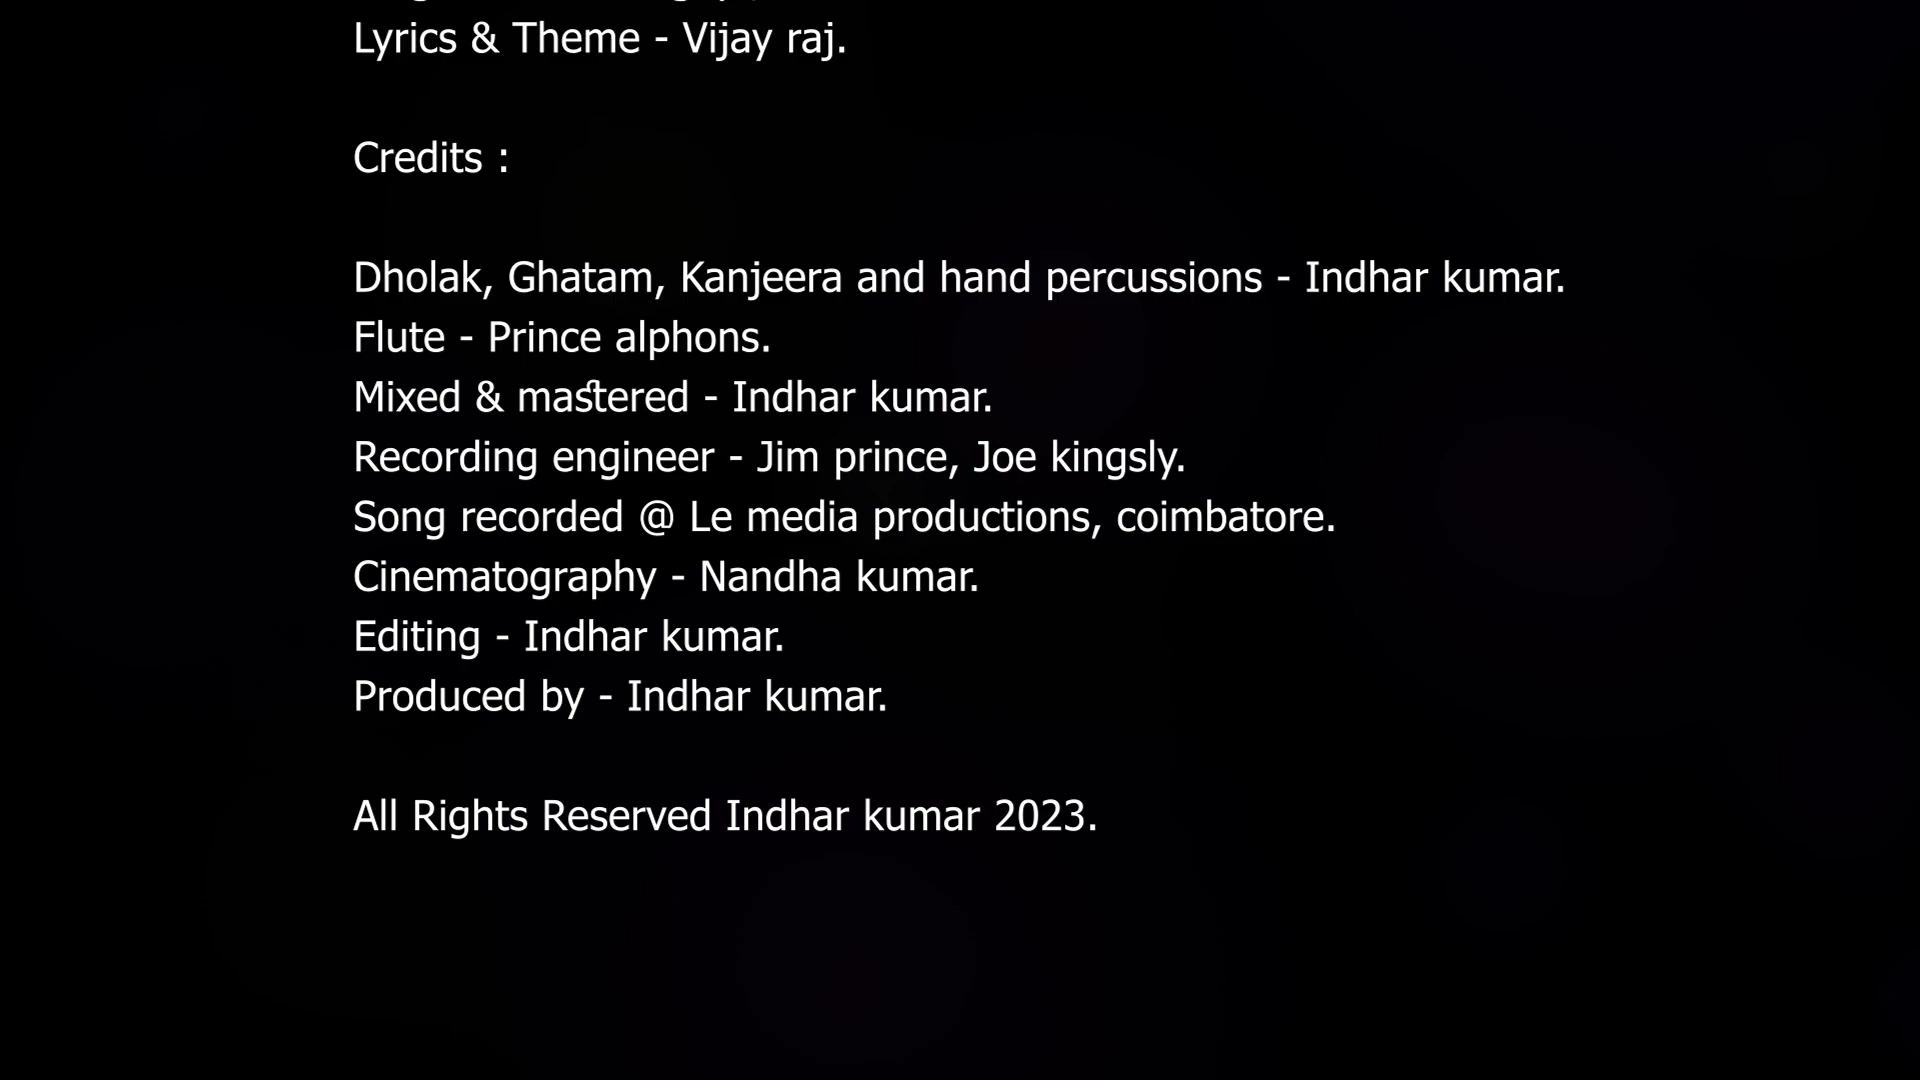 Lyrics & Theme - Vijay raj.
Credits :
Dholak, Ghatam, Kanjeera and hand percussions - Indhar kumar.
Flute - Prince alphons.
Mixed & mastered - Indhar kumar.
Recording engineer - Jim prince, Joe kingsly.
Song recorded @ Le media productions, coimbatore.
Cinematography - Nandha kumar.
Editing - Indhar kumar.
Produced by - Indhar kumar.
All Rights Reserved Indhar kumar 2023.